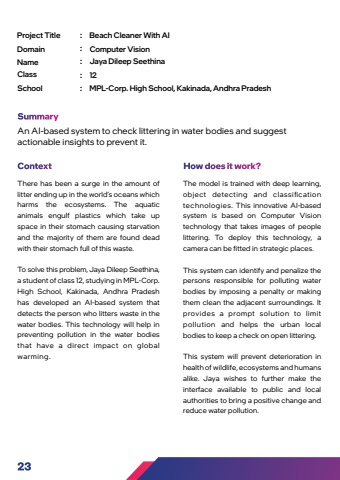 Project Title : Beach Cleaner With AI
Domain : Computer Vision
Name : Jaya Dileep Seethina
Class : 12
School : MPL-Corp. High School, Kakinada, Andhra Pradesh
Summary
An AI-based system to check littering in water bodies and suggest
actionable insights to prevent it.
Context
There has been a surge in the amount of
litter ending up in the world's oceans which
harms the ecosystems. The aquatic
animals engulf plastics which take up
space in their stomach causing starvation
and the majority of them are found dead
with their stomach full of this waste.
To solve this problem, Jaya Dileep Seethina,
a student of class 12, studying in MPL-Corp.
High School, Kakinada, Andhra Pradesh
has developed an AI-based system that
detects the person who litters waste in the
water bodies. This technology will help in
preventing pollution in the water bodies
that have a direct impact on global
warming.
How does it work?
The model is trained with deep learning,
object detecting and classification
technologies. This innovative AI-based
system is based on Computer Vision
technology that takes images of people
littering. To deploy this technology, a
camera can be fitted in strategic places.
This system can identify and penalize the
persons responsible for polluting water
bodies by imposing a penalty or making
them clean the adjacent surroundings. It
provides a prompt solution to limit
pollution and helps the urban local
bodies to keep a check on open littering.
This system will prevent deterioration in
health of wildlife, ecosystems and humans
alike. Jaya wishes to further make the
interface available to public and local
authorities to bring a positive change and
reduce water pollution.
23